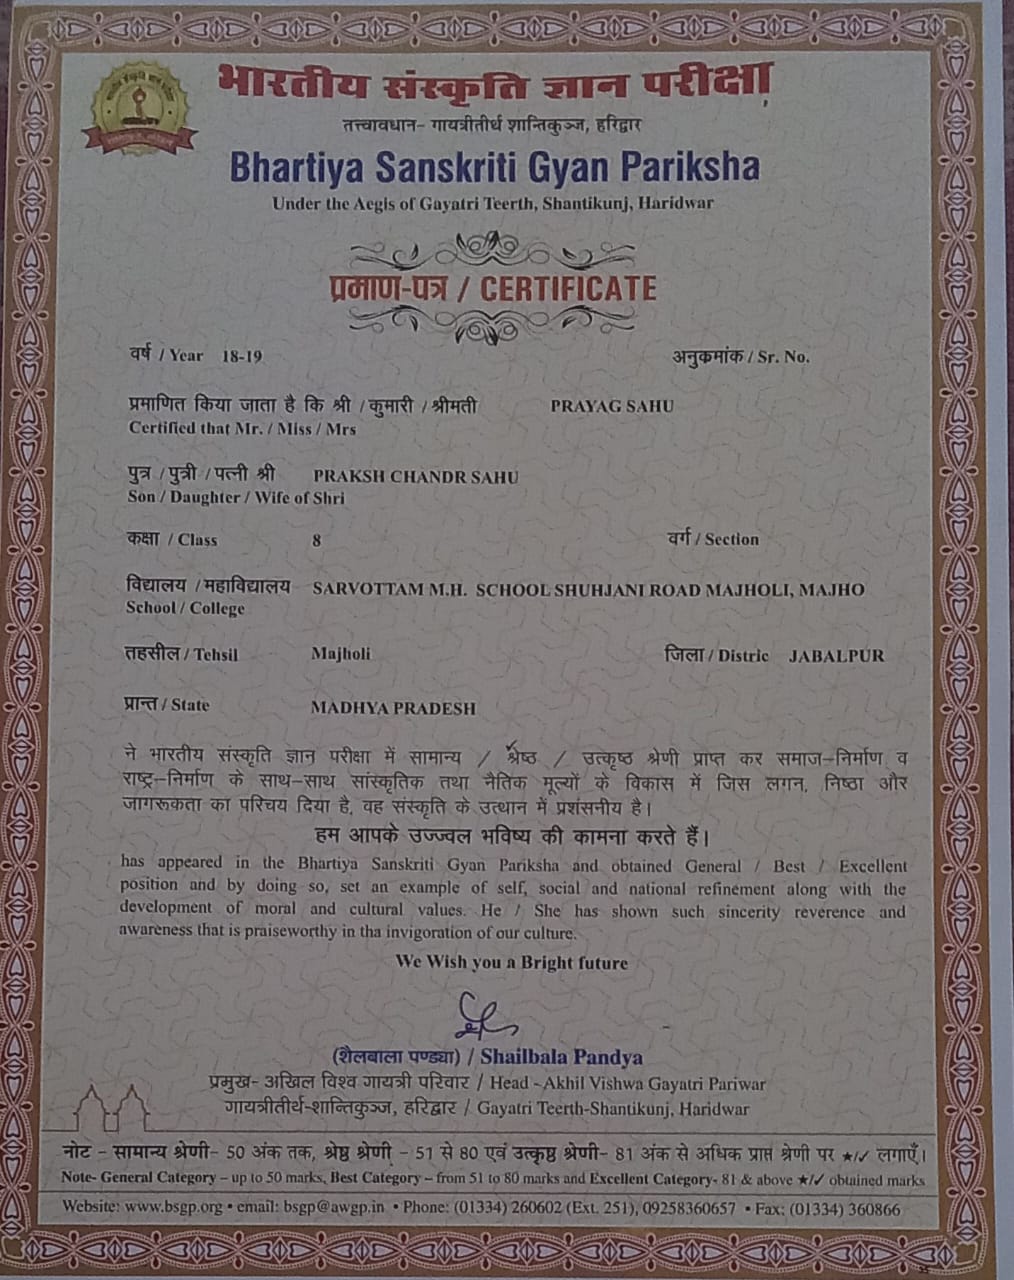 भारतीय संस्कृति ज्ञान परीक्षा
तत्त्वावधान- गायत्रीतीर्थ शान्तिकुञ्ज, हरिद्वार
Bhartiya Sanskriti Gyan Pariksha
Under the Aegis of Gayatri Teerth, Shantikunj, Haridwar
प्रमाण-पत्र / CERTIFICATE
वर्ष / Year 18-19 अनुक्रमांक / Sr. No.
प्रमाणित किया जाता है कि श्री / कुमारी / श्रीमती PRAYAG SAHU
Certified that Mr. / Miss / Mrs
पुत्र / पुत्री / पत्नी श्री PRAKSH CHANDR SAHU
Son / Daughter / Wife of Shri
कक्षा / Class 8 वर्ग / Section
विद्यालय / महाविद्यालय SARVOTTAM M.H. SCHOOL SHUHJANI ROAD MAJHOLI, MAJHO
School / College
तहसील / Tehsil Majholi जिला / Distric JABALPUR
प्रान्त / State MADHYA PRADESH
ने भारतीय संस्कृति ज्ञान परीक्षा में सामान्य / श्रेष्ठ / उत्कृष्ठ श्रेणी प्राप्त कर समाज-निर्माण व
राष्ट्र-निर्माण के साथ-साथ सांस्कृतिक तथा नैतिक मूल्यों के विकास में जिस लगन, निष्ठा और
जागरूकता का परिचय दिया है, वह संस्कृति के उत्थान में प्रशंसनीय है।
हम आपके उज्ज्वल भविष्य की कामना करते हैं।
has appeared in the Bhartiya Sanskriti Gyan Pariksha and obtained General / Best / Excellent
position and by doing so, set an example of self, social and national refinement along with the
development of moral and cultural values. He / She has shown such sincerity reverence and
awareness that is praiseworthy in tha invigoration of our culture.
We Wish you a Bright future
(शैलबाला पण्ड्या) / Shailbala Pandya
प्रमुख- अखिल विश्व गायत्री परिवार / Head -Akhil Vishwa Gayatri Pariwar
गायत्रीतीर्थ-शान्तिकुञ्ज, हरिद्वार / Gayatri Teerth-Shantikunj, Haridwar
नोट - सामान्य श्रेणी- 50 अंक तक, श्रेष्ठ श्रेणी - 51 से 80 एवं उत्कृष्ठ श्रेणी- 81 अंक से अधिक प्राप्त श्रेणी पर ★/✓ लगाएँ।
Note- General Category – up to 50 marks, Best Category – from 51 to 80 marks and Excellent Category- 81 & above ★/✓ obtained marks
Website: www.bsgp.org • email: bsgp@awgp.in • Phone: (01334) 260602 (Ext. 251), 09258360657 • Fax: (01334) 360866